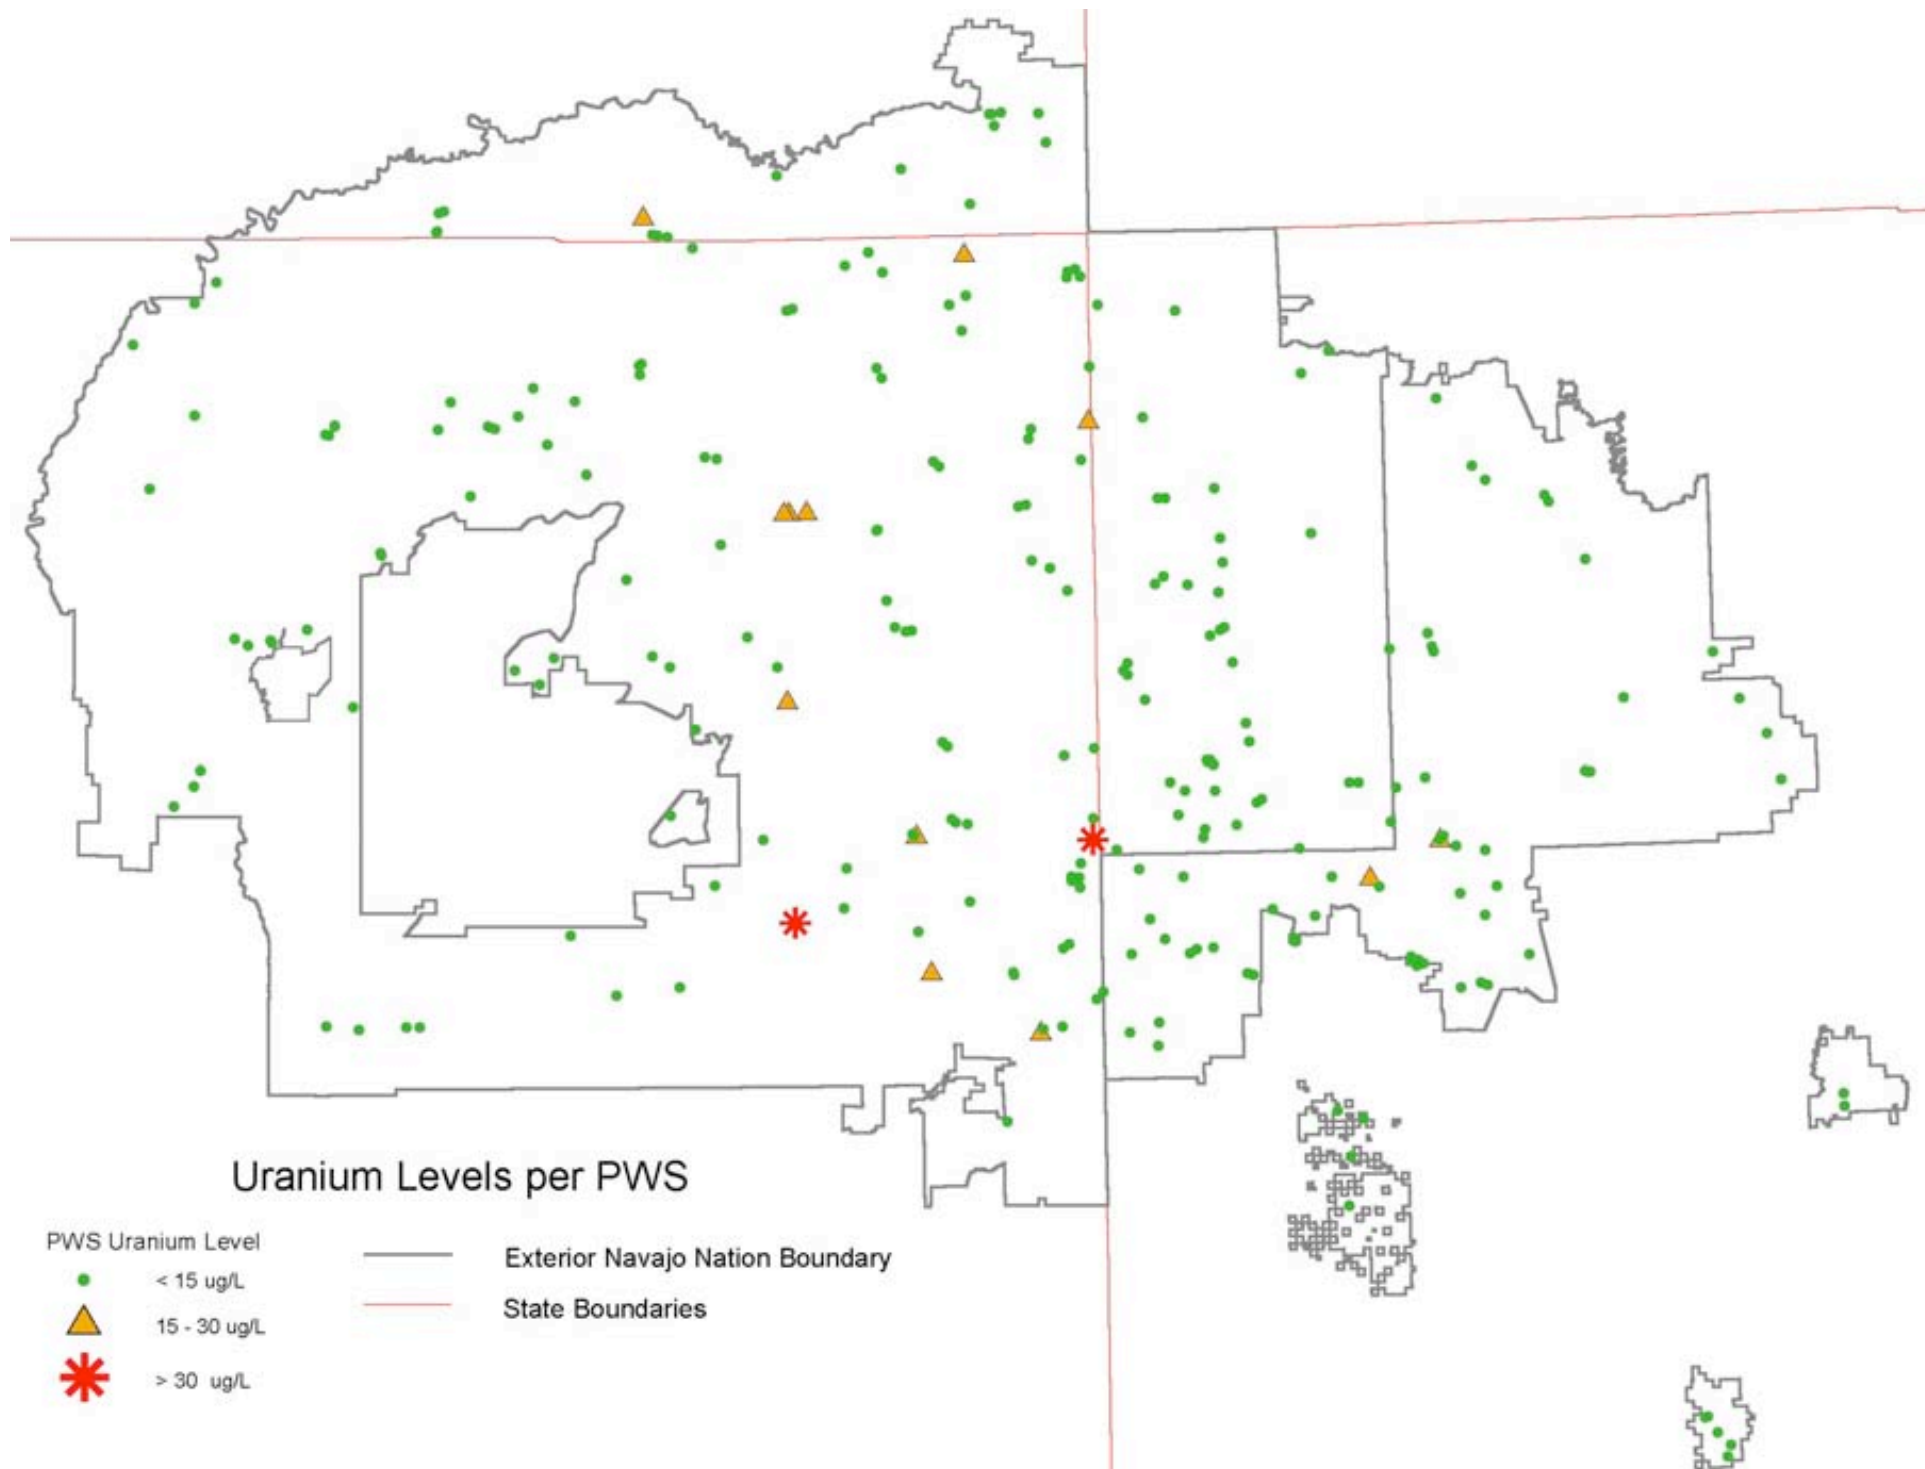 Uranium Levels per PWS
PWS Uranium Level
< 15 ug/L
15 - 30 ug/L
> 30 ug/L
Exterior Navajo Nation Boundary
State Boundaries